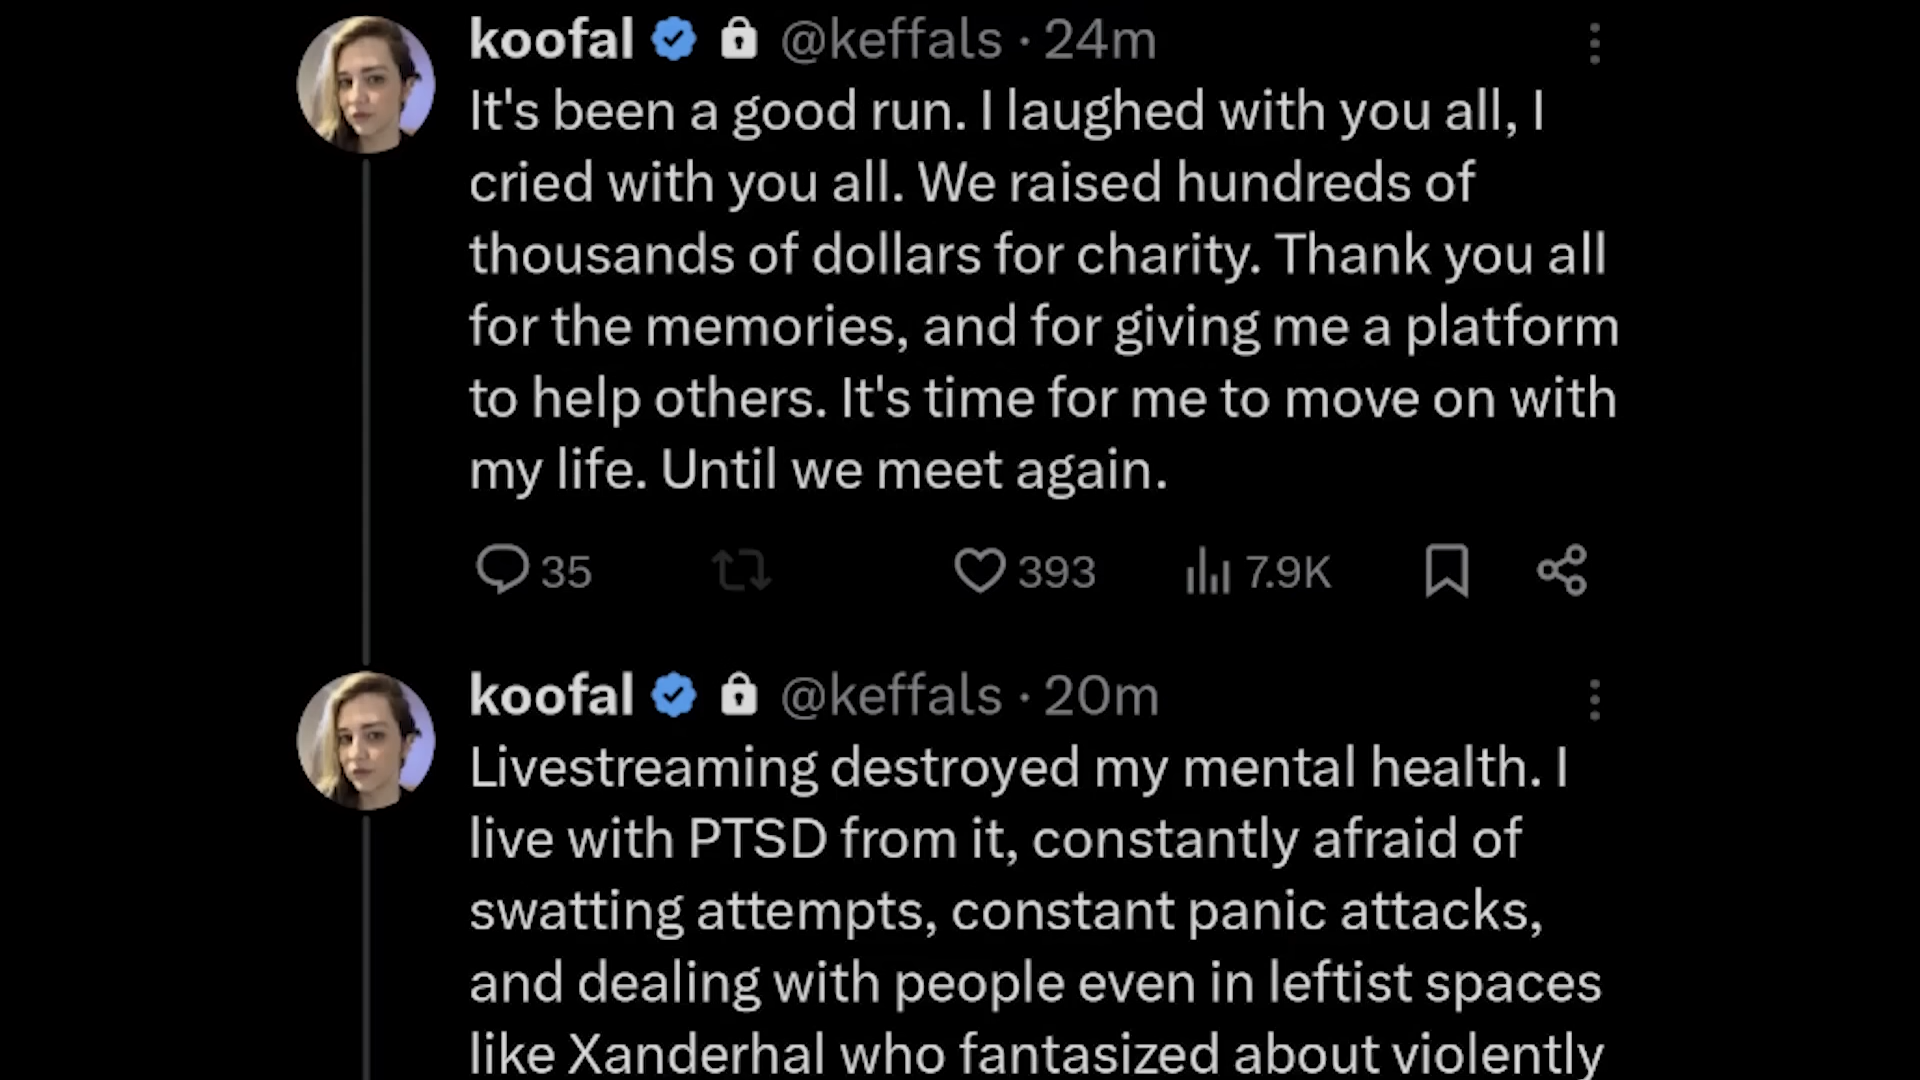 koofal @keffals · 24m
It's been a good run. I laughed with you all, I
cried with you all. We raised hundreds of
thousands of dollars for charity. Thank you all
for the memories, and for giving me a platform
to help others. It's time for me to move on with
my life. Until we meet again.
35 393 7.9K
koofal @keffals · 20m
Livestreaming destroyed my mental health. I
live with PTSD from it, constantly afraid of
swatting attempts, constant panic attacks,
and dealing with people even in leftist spaces
like Xanderhal who fantasized about violently